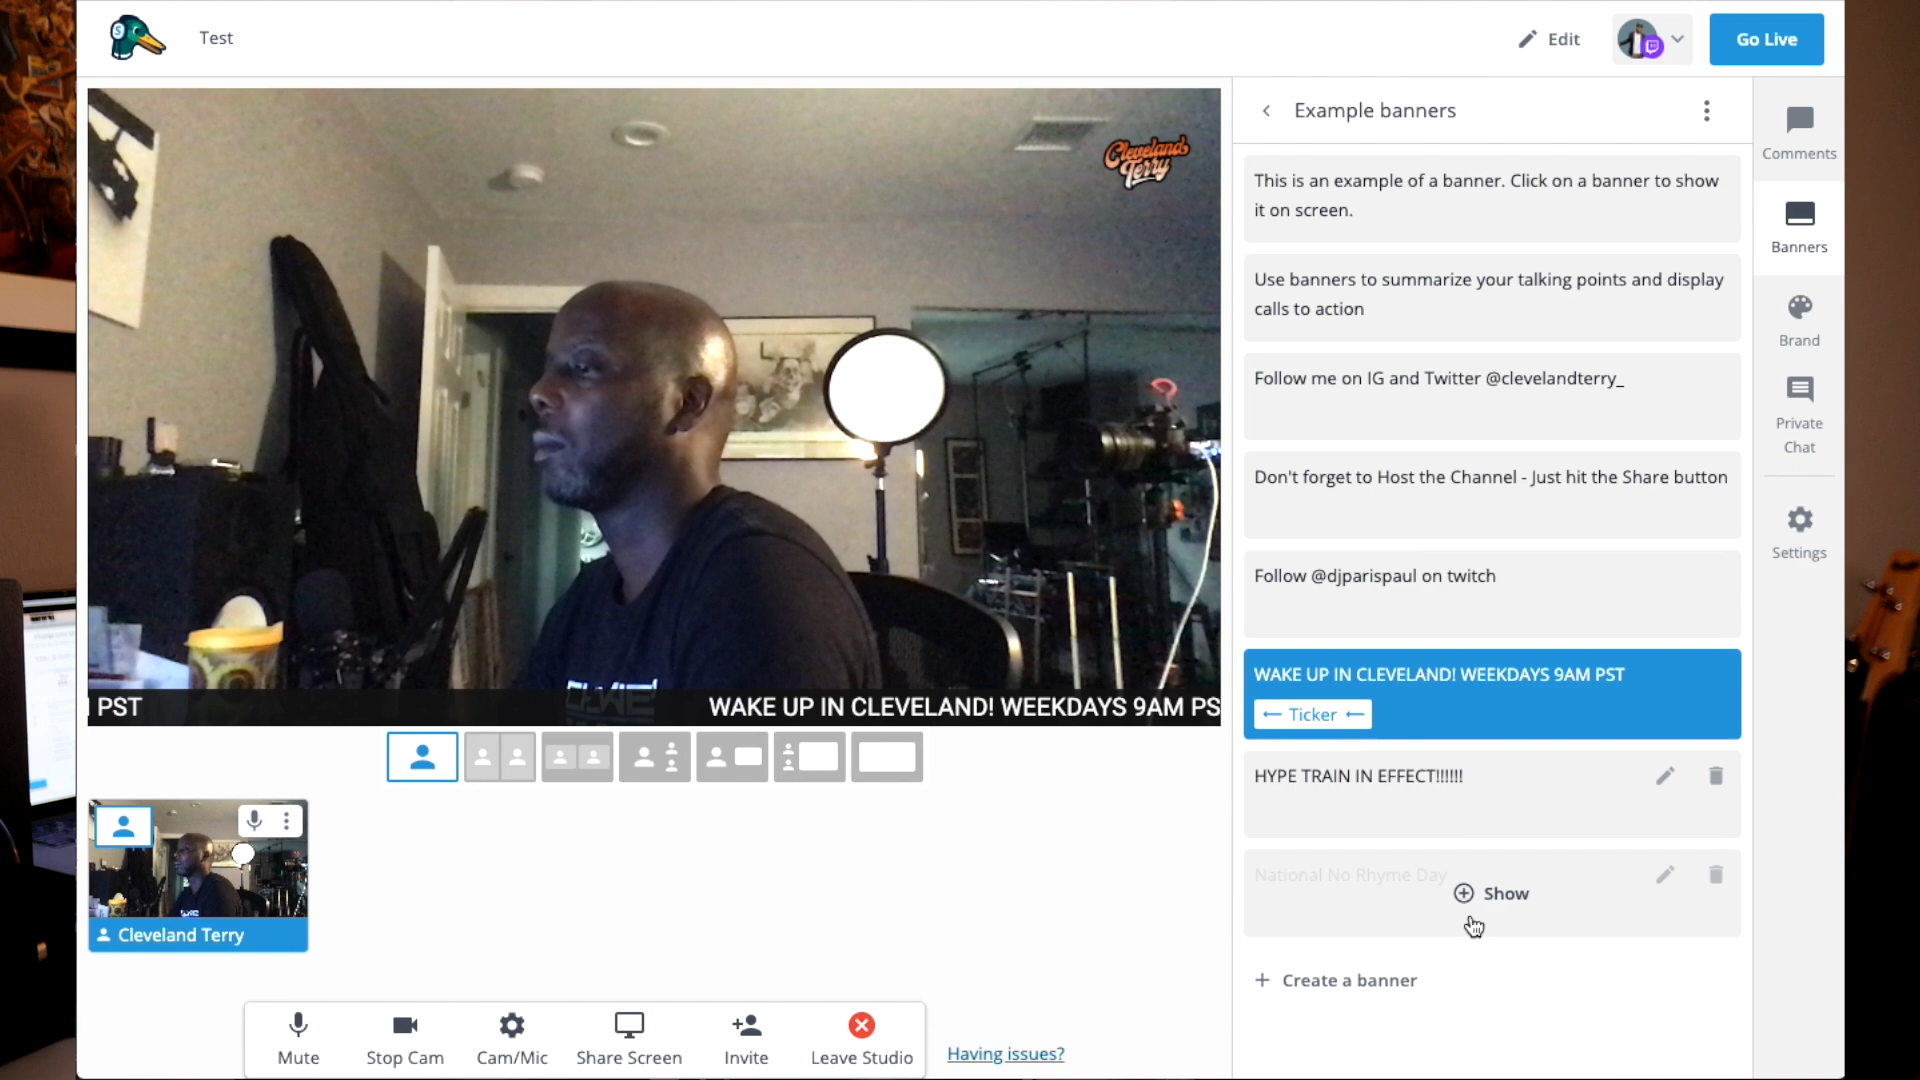 Test
Edit
Go Live
Cleveland
Terry
PST
WAKE UP IN CLEVELAND! WEEKDAYS 9AM PS
Cleveland Terry
Mute
Stop Cam
Cam/Mic
Share Screen
Invite
Leave Studio
Having issues?
Example banners
This is an example of a banner. Click on a banner to show
it on screen.
Use banners to summarize your talking points and display
calls to action
Follow me on IG and Twitter @clevelandterry_
Don't forget to Host the Channel - Just hit the Share button
Follow @djparispaul on twitch
WAKE UP IN CLEVELAND! WEEKDAYS 9AM PST
← Ticker ←
HYPE TRAIN IN EFFECT!!!!!!
National No Rhyme Day
Show
+ Create a banner
Comments
Banners
Brand
Private
Chat
Settings